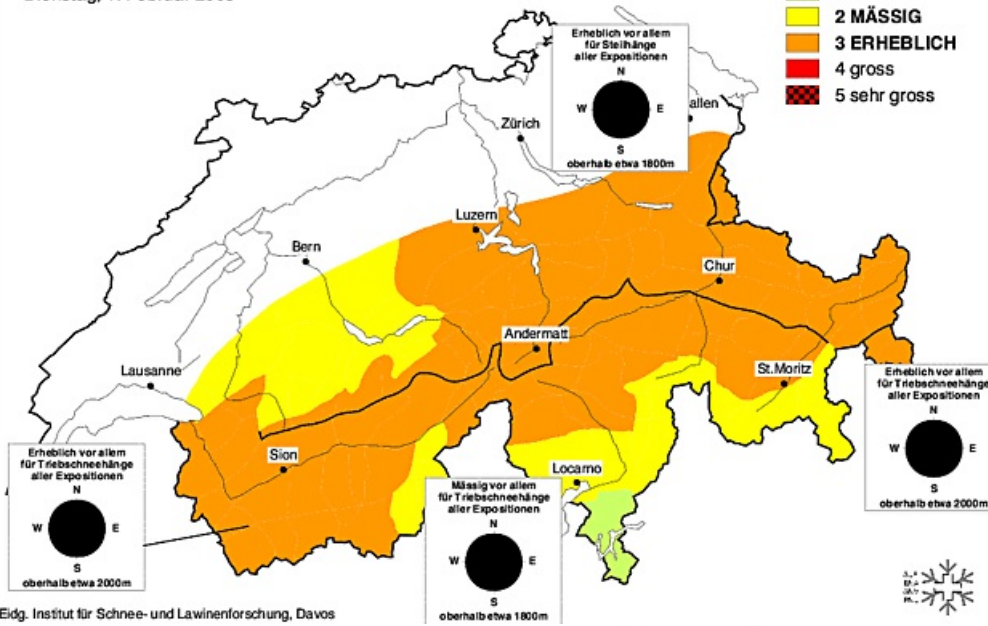 2 MÄSSIG
3 ERHEBLICH
4 gross
5 sehr gross
Erheblich vor allem
für Steilhänge
aller Expositionen
N
W E
S
oberhalb etwa 1800m
allen
Zürich
Luzern
Bern
Chur
Andermatt
Lausanne
St.Moritz
Sion
Locarno
Erheblich vor allem
für Triebschneehänge
aller Expositionen
N
W E
S
oberhalb etwa 2000m
Erheblich vor allem
für Triebschneehänge
aller Expositionen
N
W E
S
oberhalb etwa 2000m
Mässig vor allem
für Triebschneehänge
aller Expositionen
N
W E
S
oberhalb etwa 1800m
Eidg. Institut für Schnee- und Lawinenforschung, Davos